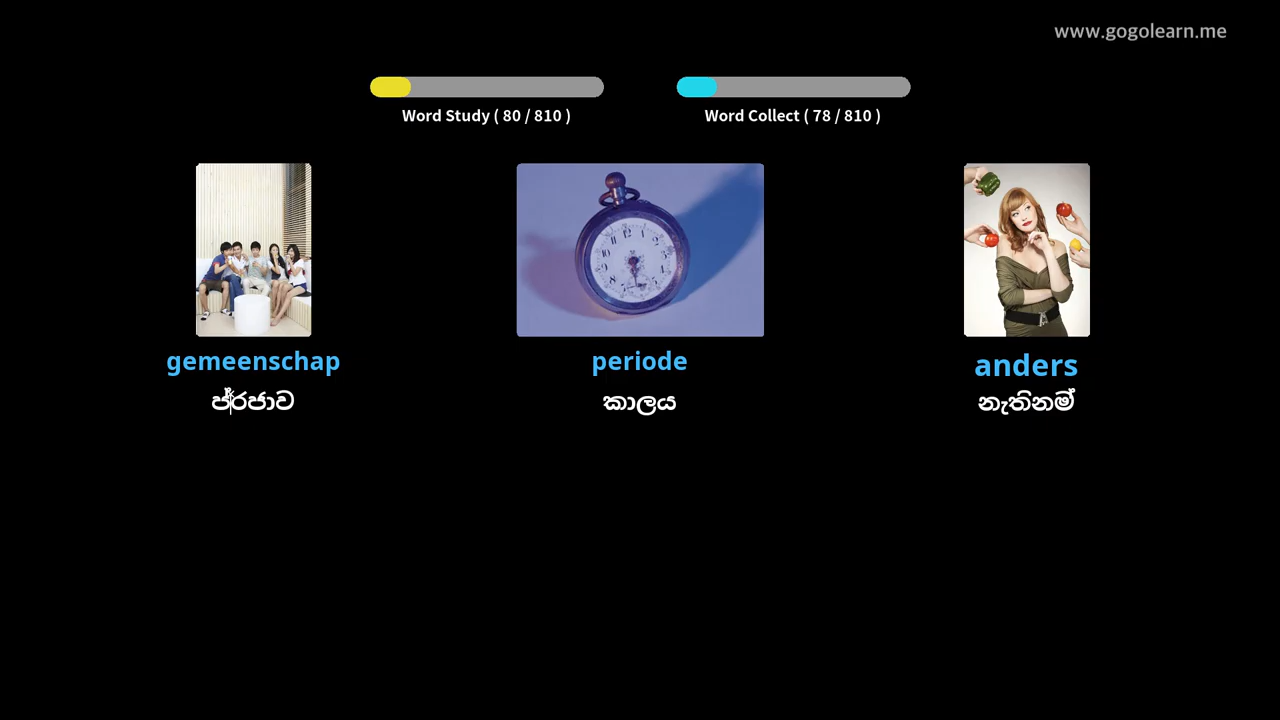 www.gogolearn.me
Word Study ( 80 / 810 )
Word Collect ( 78 / 810 )
gemeenschap
periode
anders
ප්‍රජාව
කාලය
නැතිනම්